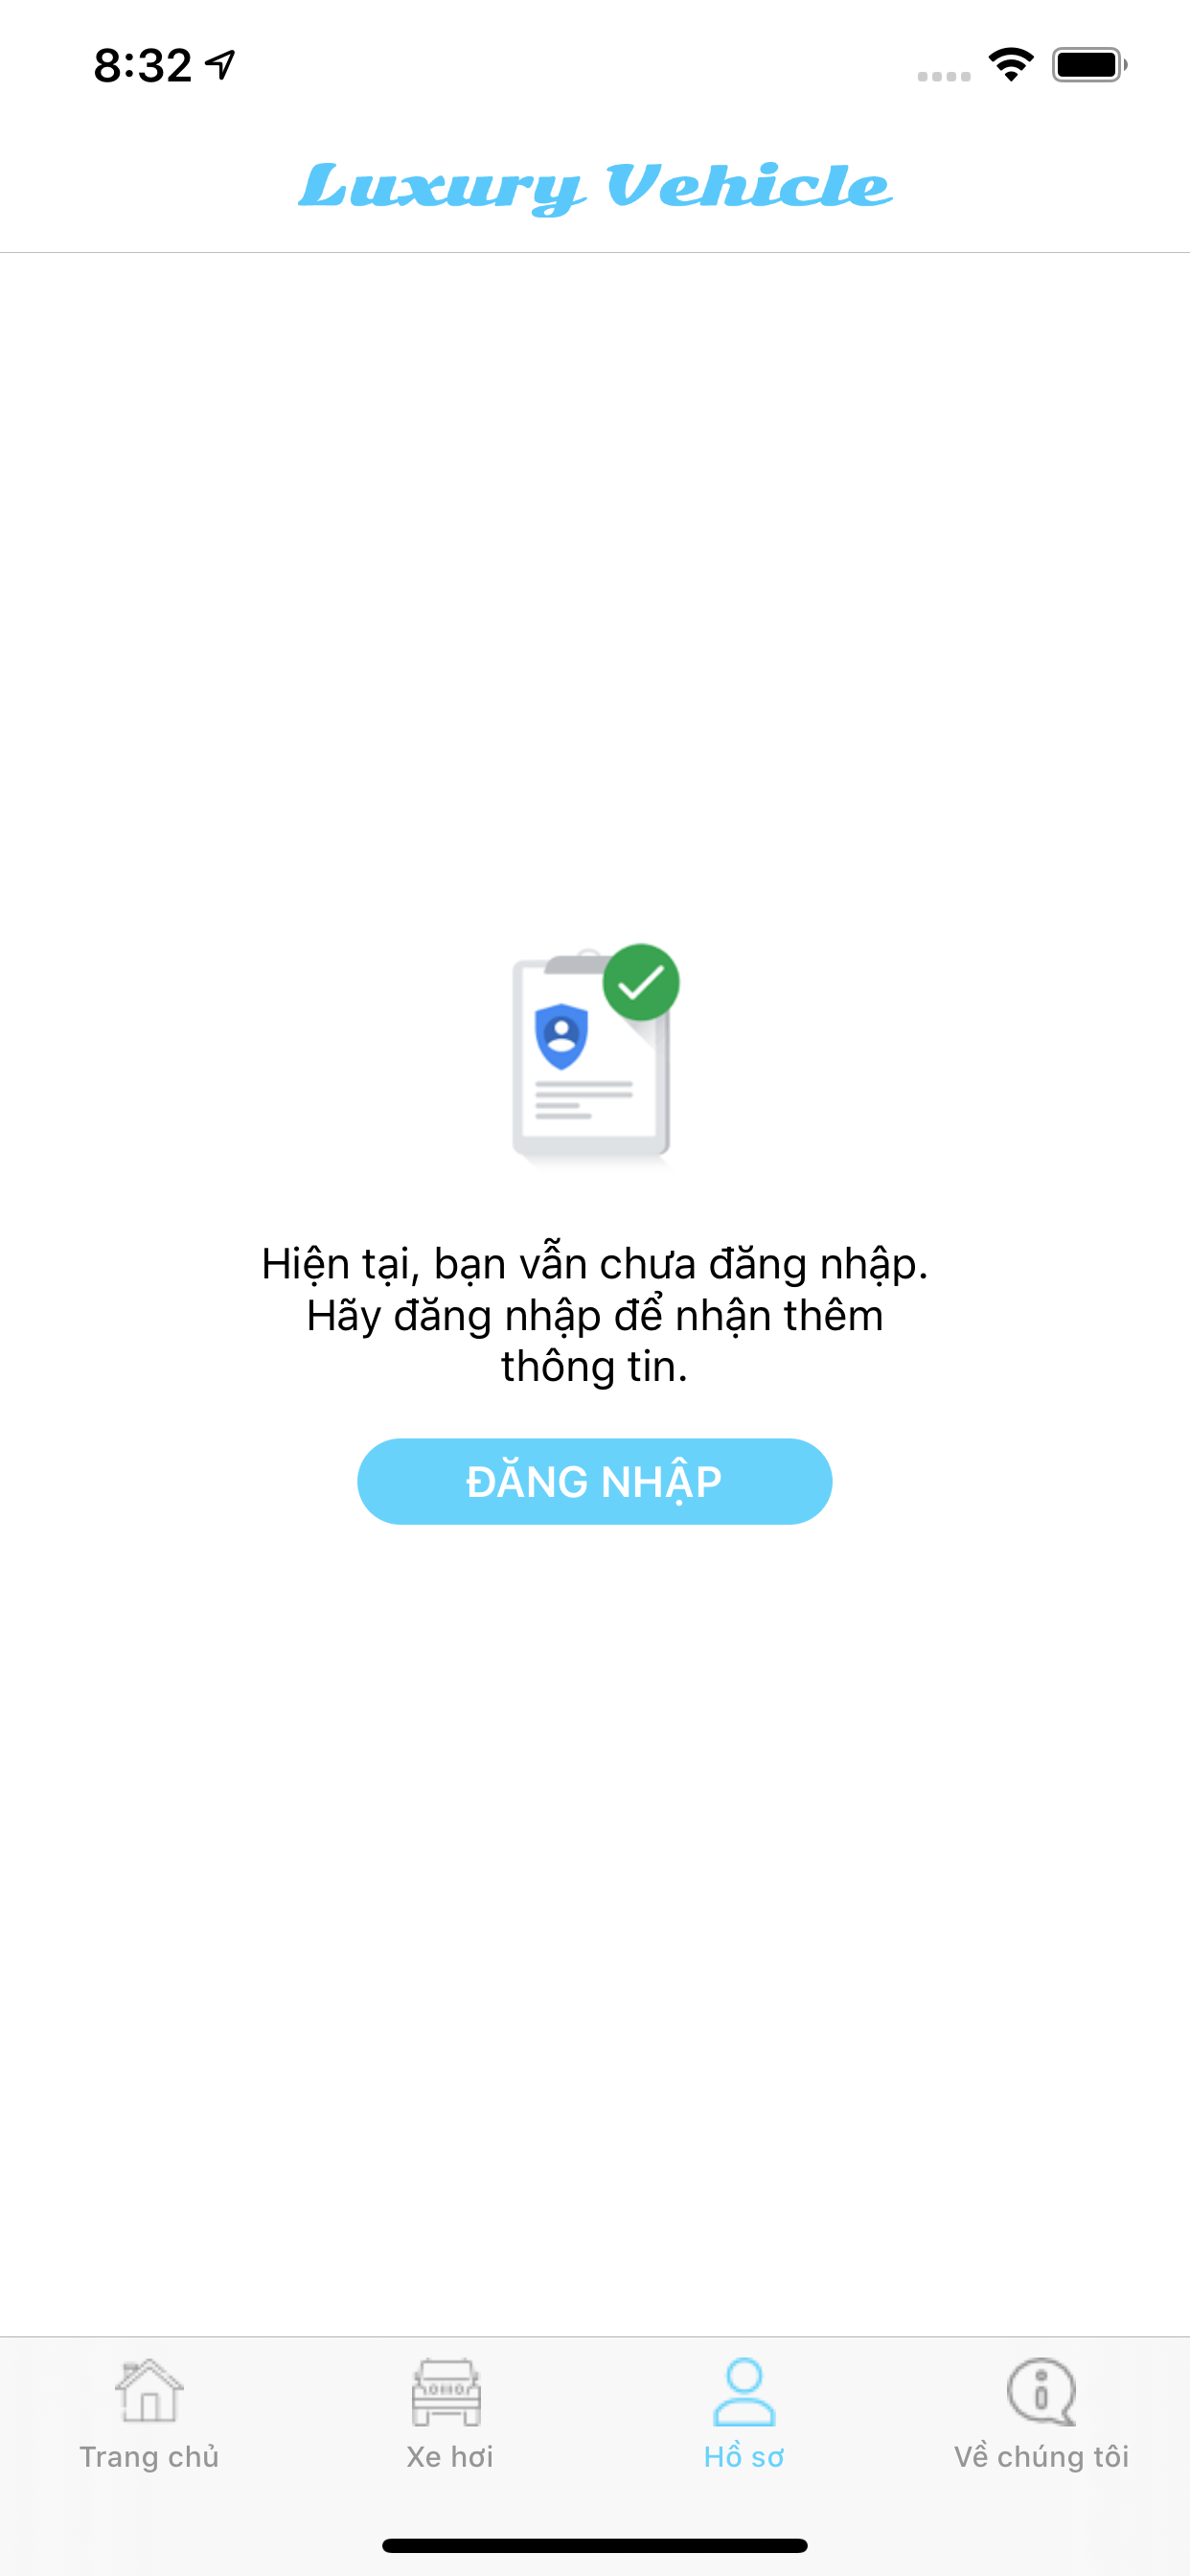 8:32
Luxury Vehicle
Hiện tại, bạn vẫn chưa đăng nhập.
Hãy đăng nhập để nhận thêm
thông tin.
ĐĂNG NHẬP
Trang chủ
Xe hơi
Hồ sơ
Về chúng tôi